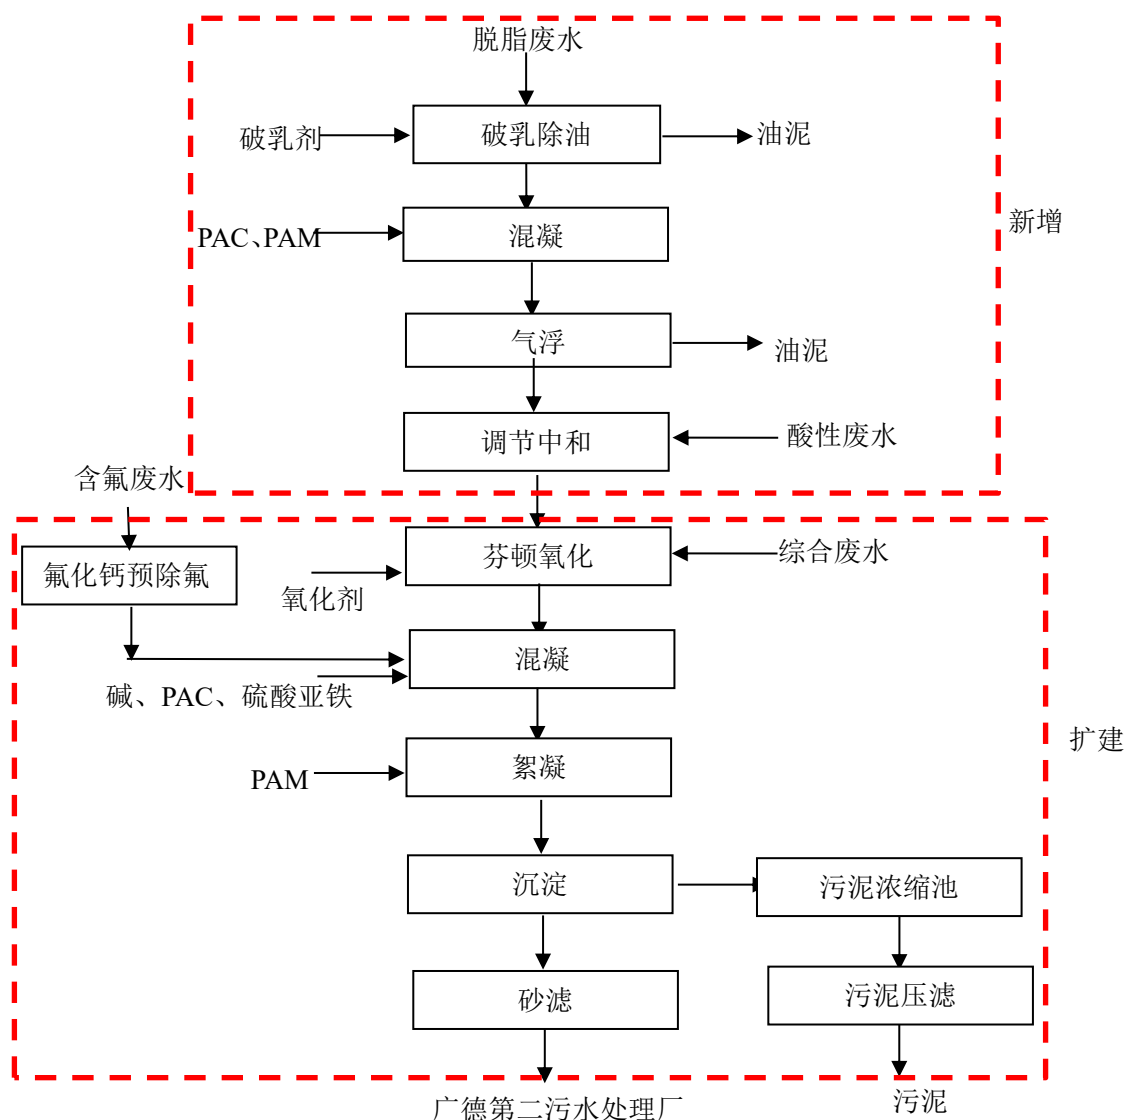 脱脂废水
破乳剂
破乳除油
油泥
PAC、PAM
混凝
新增
气浮
油泥
调节中和
酸性废水
含氟废水
氟化钙预除氟
芬顿氧化
综合废水
氧化剂
混凝
碱、PAC、硫酸亚铁
扩建
PAM
絮凝
沉淀
污泥浓缩池
砂滤
污泥压滤
广德第二污水处理厂
污泥